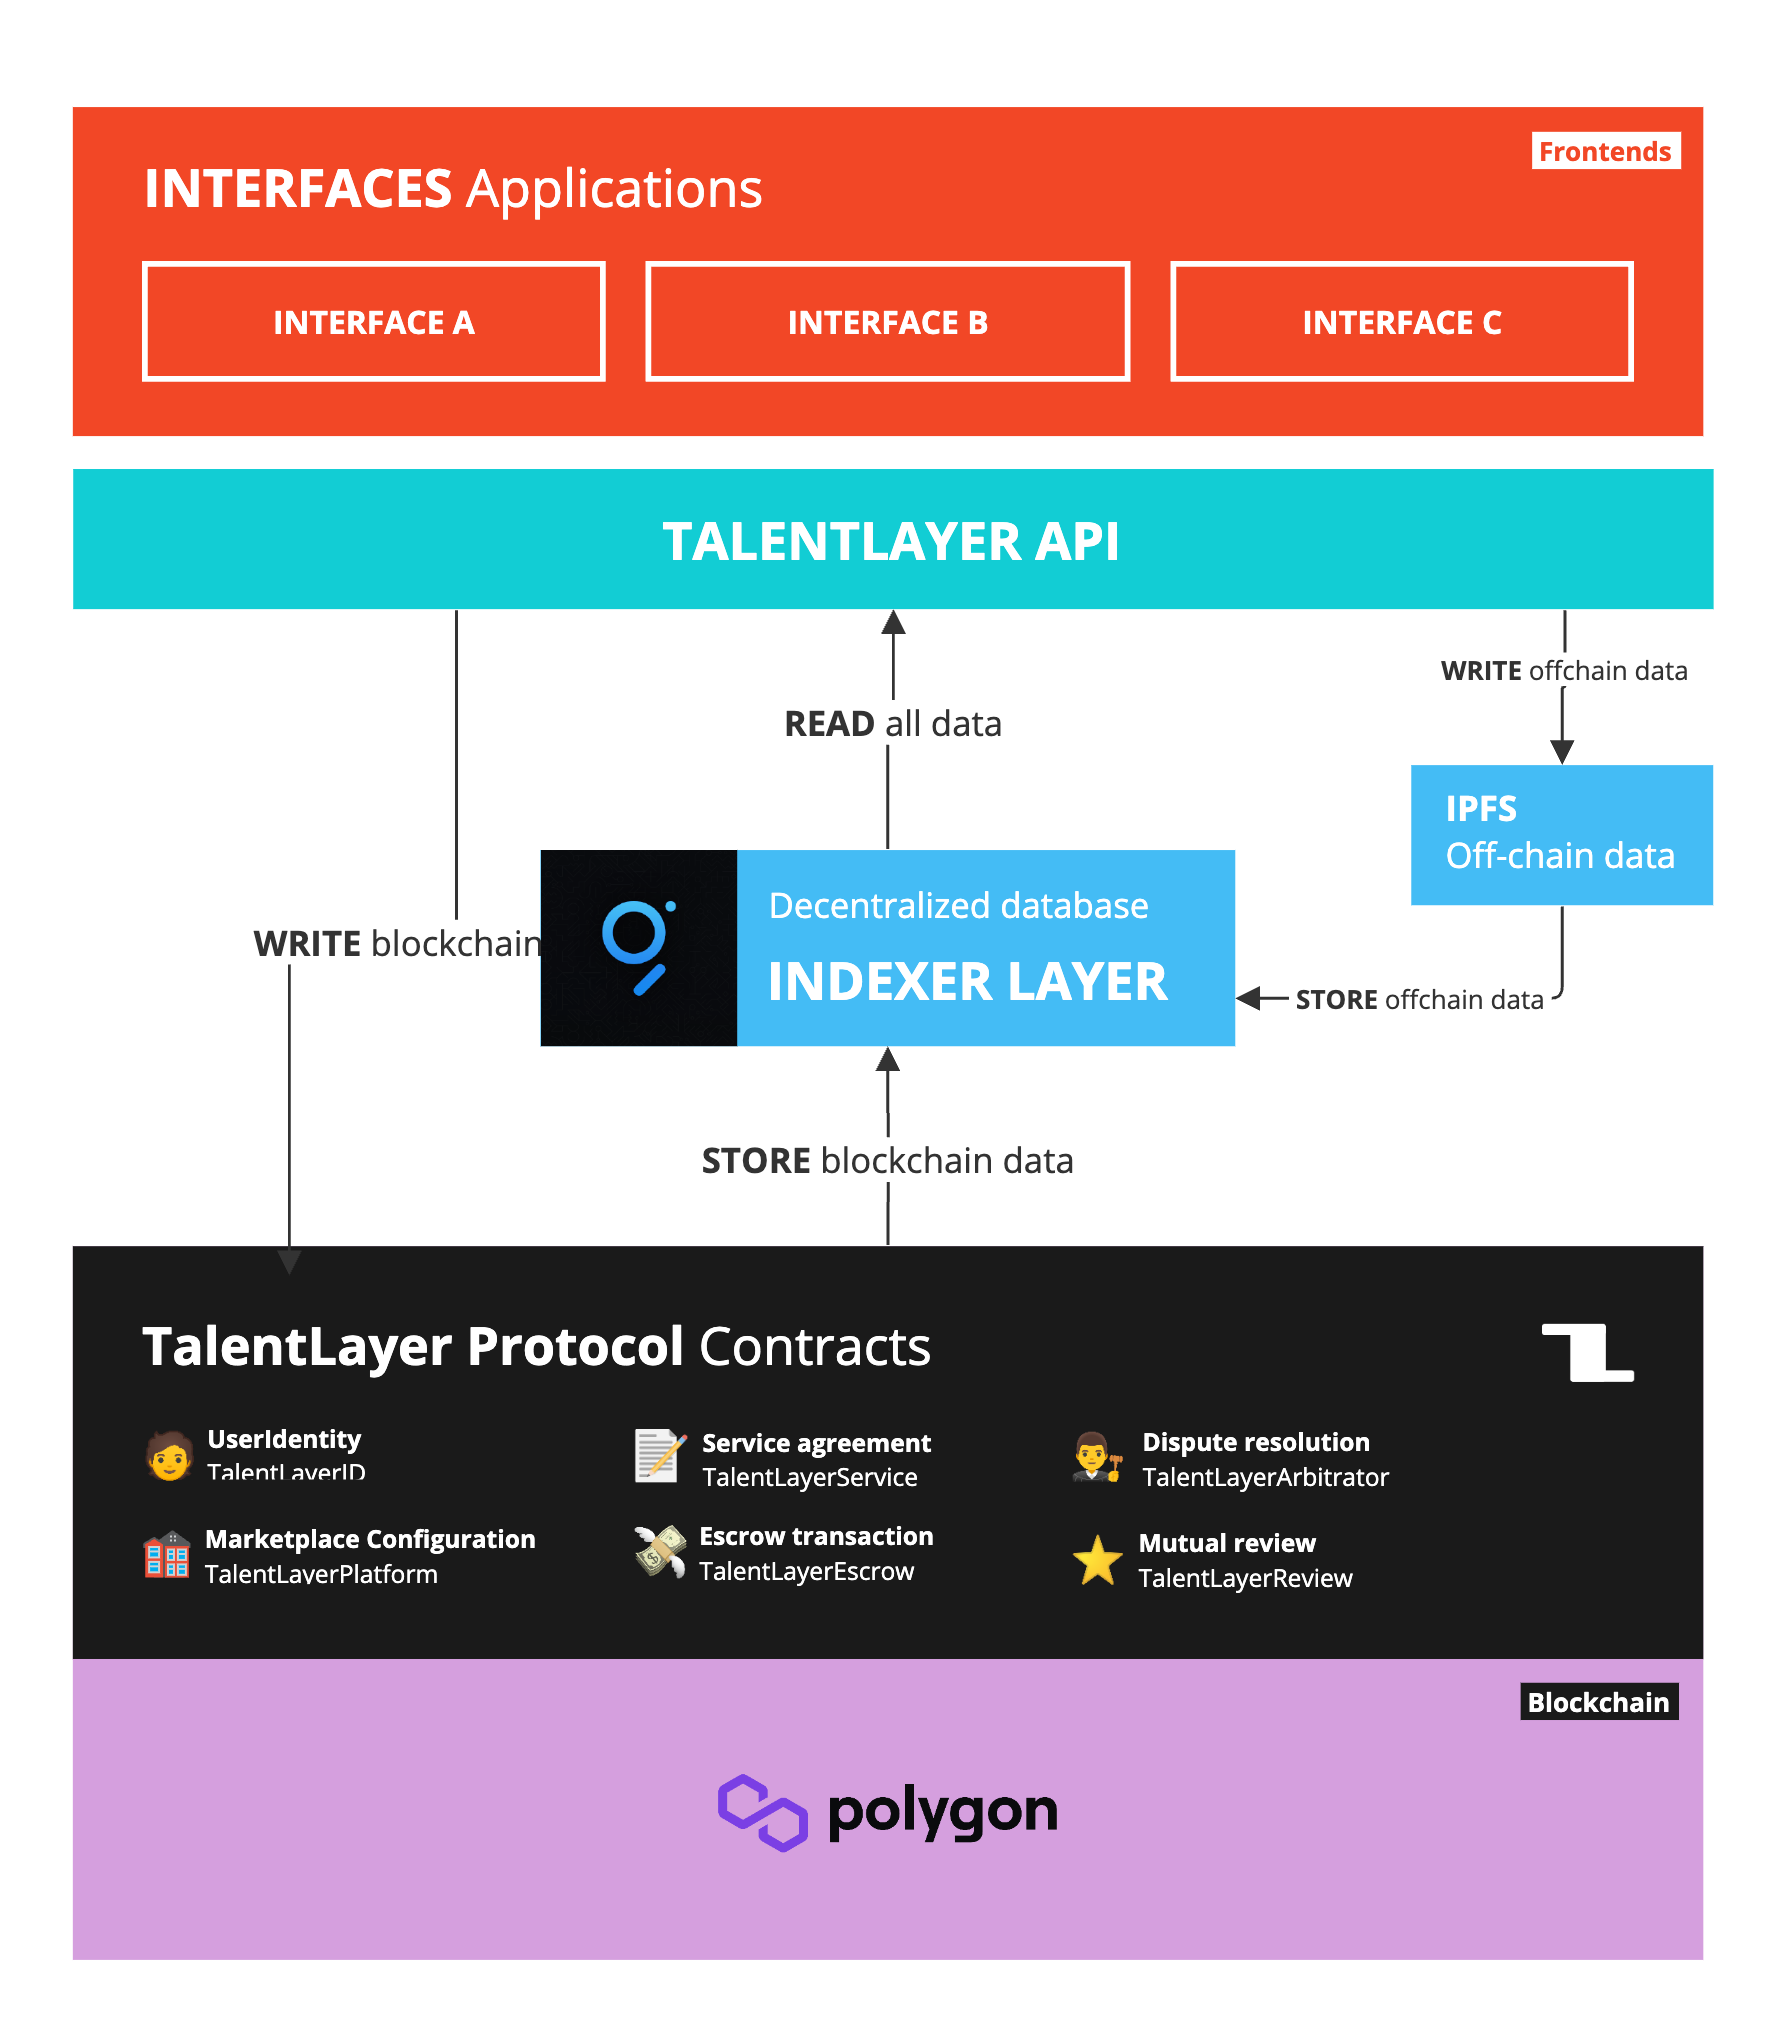 Frontends
INTERFACES Applications
INTERFACE A
INTERFACE B
INTERFACE C
TALENTLAYER API
WRITE offchain data
READ all data
IPFS
Off-chain data
Decentralized database
WRITE blockchain
INDEXER LAYER
STORE offchain data
STORE blockchain data
TalentLayer Protocol Contracts
UserIdentity
TalentLayerID
Service agreement
TalentLayerService
Dispute resolution
TalentLayerArbitrator
Marketplace Configuration
TalentLayerPlatform
Escrow transaction
TalentLayerEscrow
Mutual review
TalentLayerReview
Blockchain
polygon